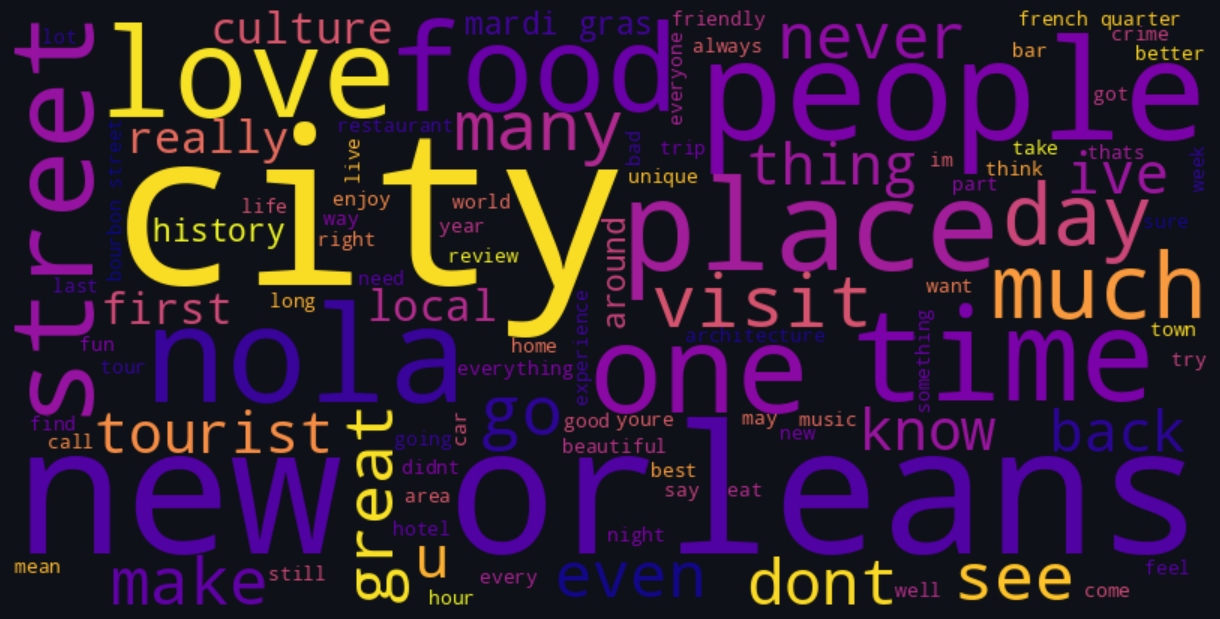 lot
culture
mardi gras
friendly
french quarter
love
food
everyone
always
never
bar
crime
better
street
people
got
really
bourbon street
restaurant
many
live
bad
trip
thing
im
take
thats
think
week
unique
part
ive
city
life
enjoy
world
history
way
year
right
review
around
place
day
sure
last
need
first
long
local
visit
want
much
fun
tour
nola
home
everything
experience
architecture
one
something
time
town
try
find
call
tourist
great
going
car
go
good
youre
beautiful
may
music
new
know
back
didnt
best
new orleans
area
say
eat
hotel
night
mean
make
still
u
hour
every
even
dont
well
see
come
feel